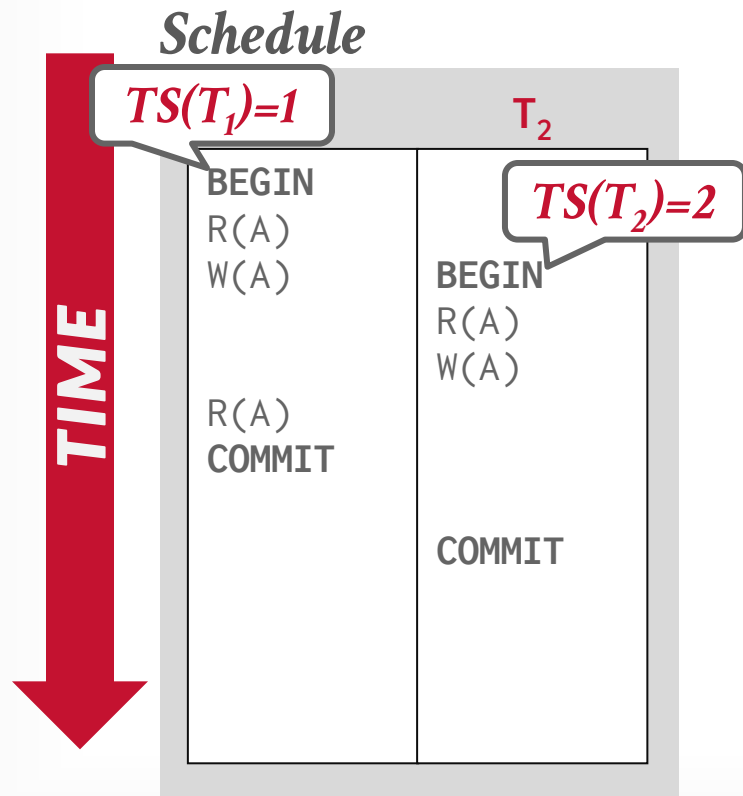 Schedule
TS(T1)=1
T2
BEGIN
R(A)
W(A)
R(A)
COMMIT
TS(T2)=2
BEGIN
R(A)
W(A)
COMMIT
TIME